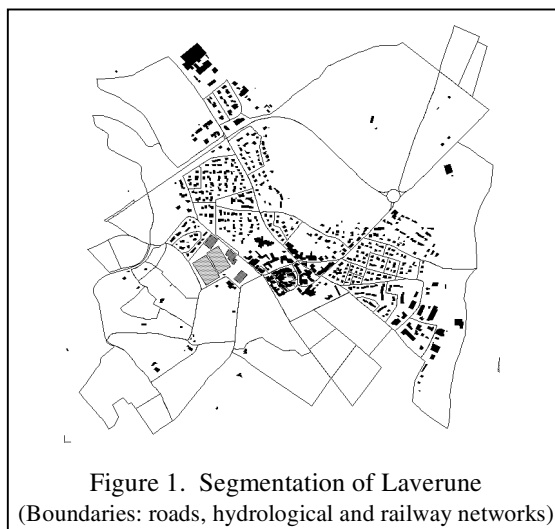 Figure 1. Segmentation of Laverune
(Boundaries: roads, hydrological and railway networks)